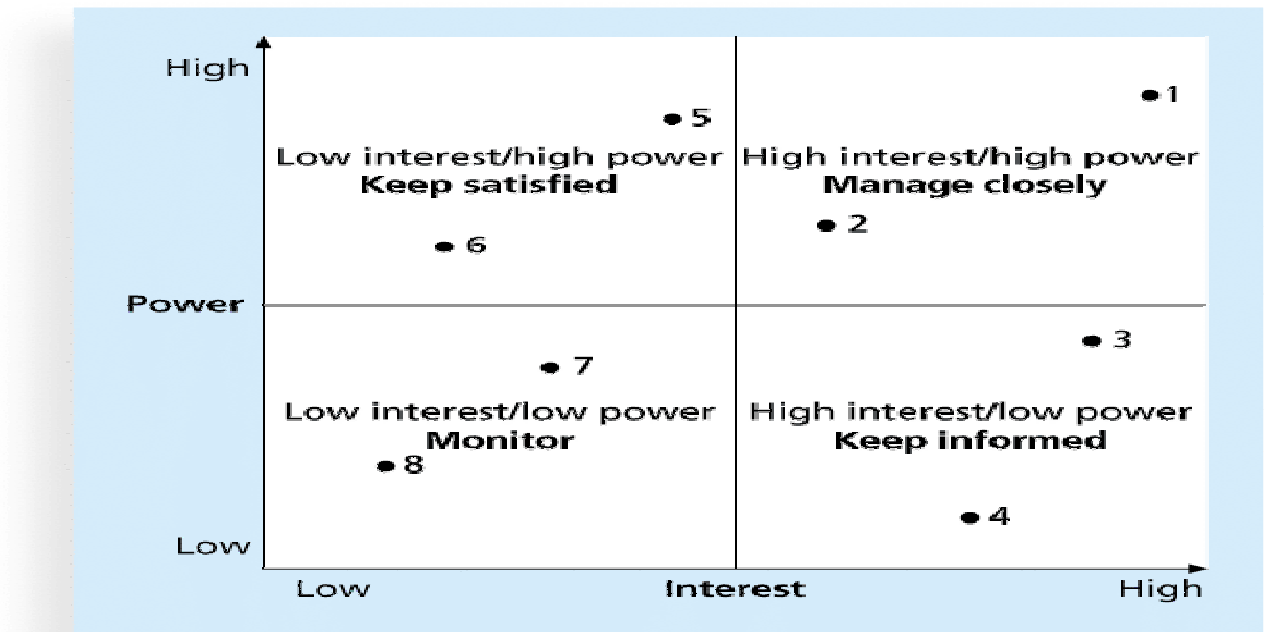 High
5
1
Low interest/high power
Keep satisfied
High interest/high power
Manage closely
2
6
Power
3
7
Low interest/low power
Monitor
High interest/low power
Keep informed
8
4
Low
Low
Interest
High